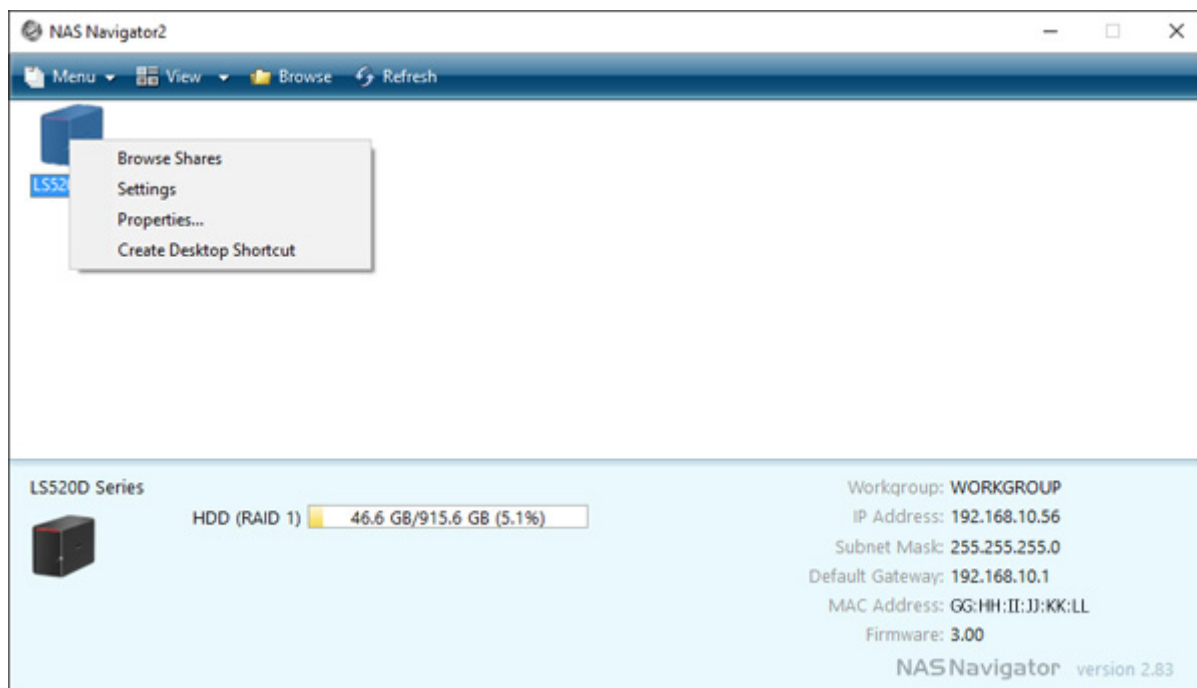 NAS Navigator2
Menu View Browse Refresh
LS520
Browse Shares
Settings
Properties...
Create Desktop Shortcut
LS520D Series
HDD (RAID 1) 46.6 GB/915.6 GB (5.1%)
Workgroup: WORKGROUP
IP Address: 192.168.10.56
Subnet Mask: 255.255.255.0
Default Gateway: 192.168.10.1
MAC Address: GG:HH:II:JJ:KK:LL
Firmware: 3.00
NAS Navigator version 2.83